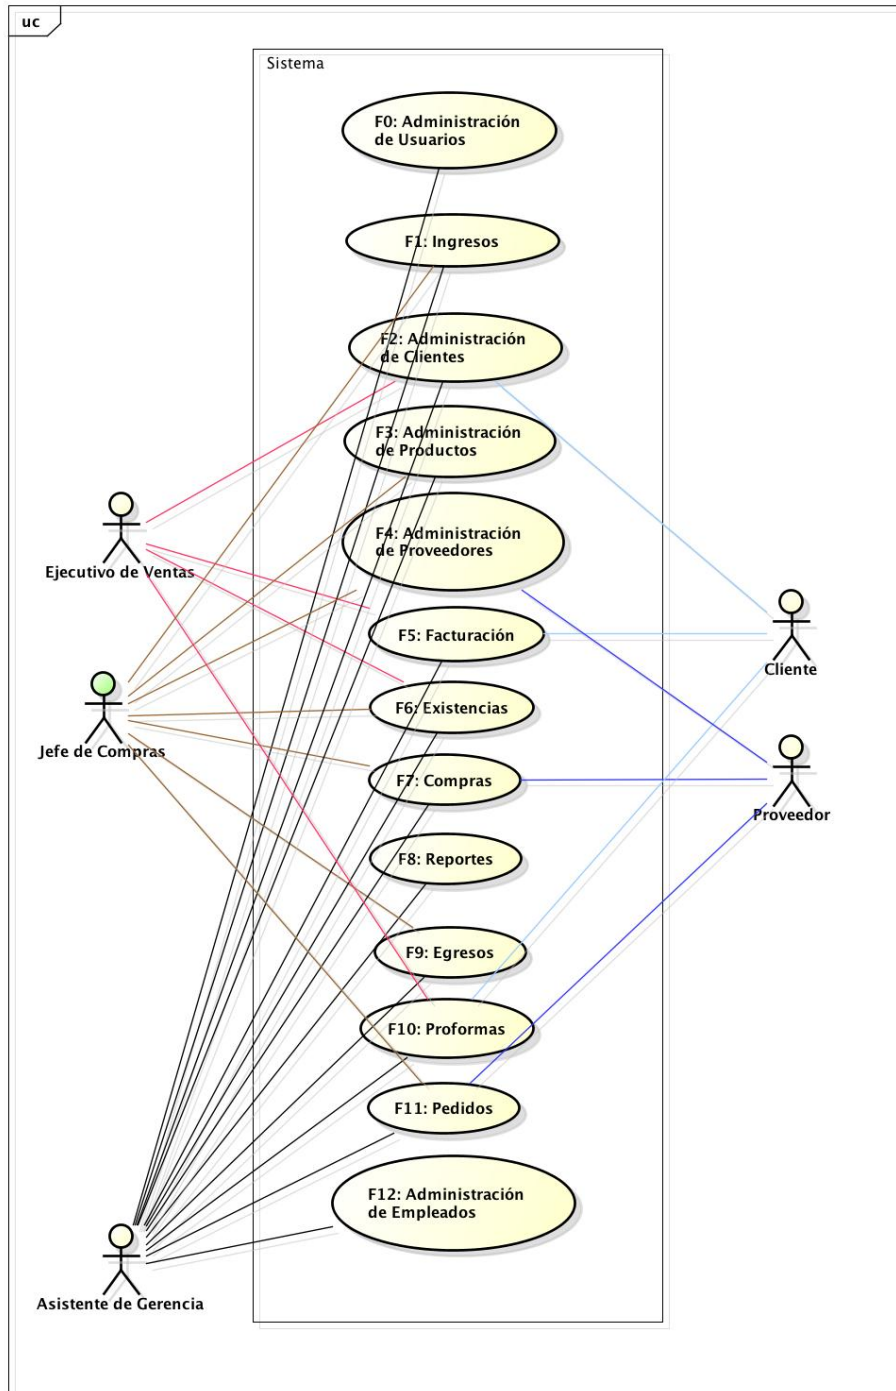 uc
Sistema
F0: Administración
de Usuarios
F1: Ingresos
F2: Administración
de Clientes
F3: Administración
de Productos
F4: Administración
de Proveedores
Ejecutivo de Ventas
F5: Facturación
Cliente
F6: Existencias
Jefe de Compras
F7: Compras
Proveedor
F8: Reportes
F9: Egresos
F10: Proformas
F11: Pedidos
F12: Administración
de Empleados
Asistente de Gerencia